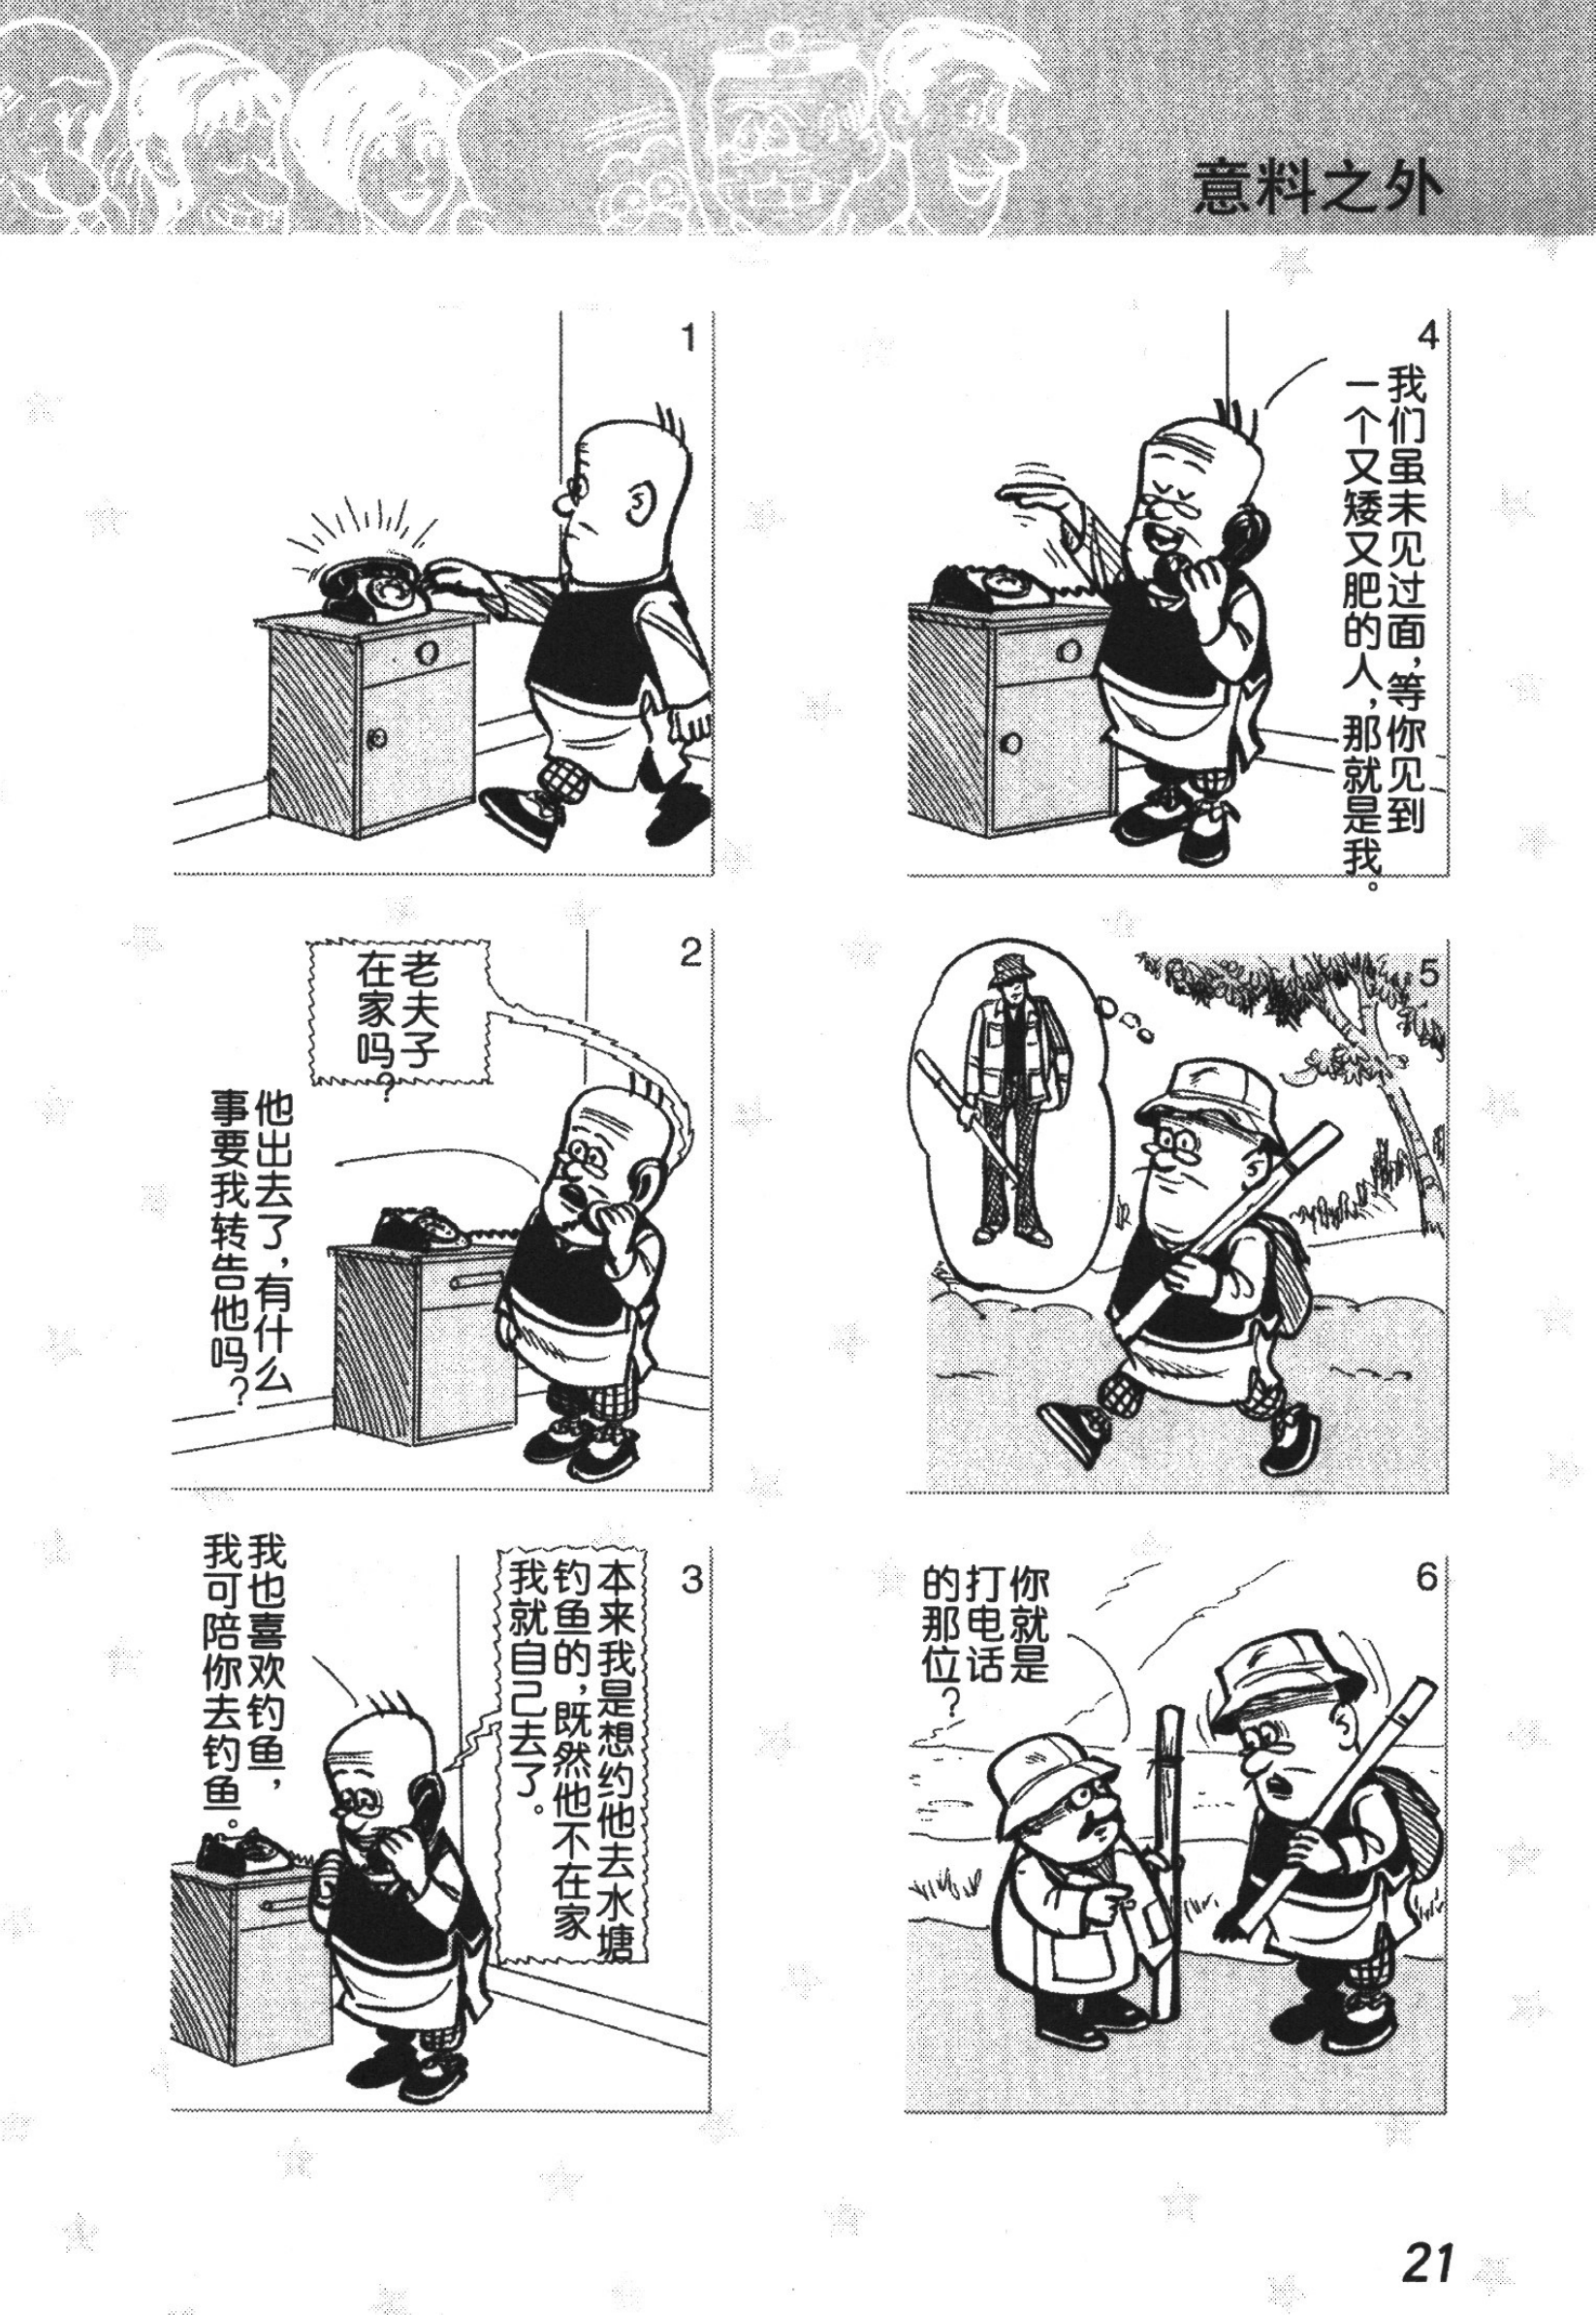 意料之外
1
2
老夫子
在家吗？
他出去了，有什么
事要我转告他吗？
3
本来我是想约他去水塘
钓鱼的，既然他不在家
我就自己去了。
我也喜欢钓鱼，
我可陪你去钓鱼。
4
我们虽未见过面，等你见到
一个又矮又肥的人，那就是我。
5
6
你就是
打电话
的那位？
21